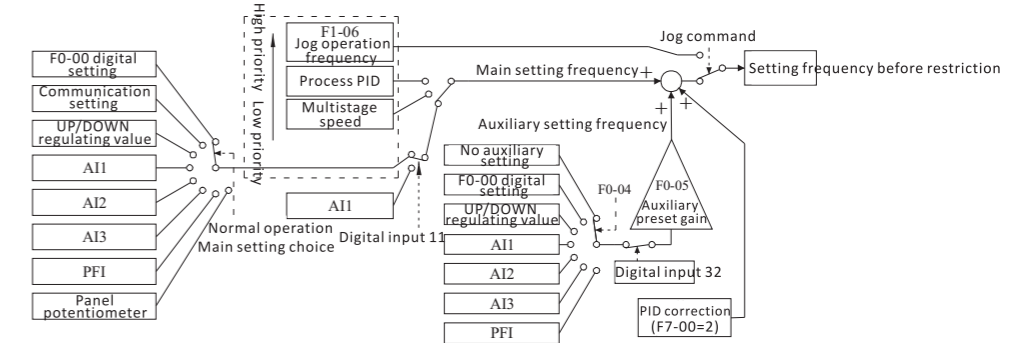 F0-00 digital
setting
Communication
setting
UP/DOWN
regulating value
AI1
AI2
AI3
PFI
Panel
potentiometer
Normal operation
Main setting choice
High priority Low priority
F1-06
Jog operation
frequency
Process PID
Multistage
speed
AI1
Digital input 11
Main setting frequency +
Jog command
Setting frequency before restriction
+ +
Auxiliary setting frequency
No auxiliary
setting
F0-00 digital
setting
UP/DOWN
regulating value
AI1
AI2
AI3
PFI
F0-04
F0-05
Auxiliary
preset gain
Digital input 32
PID correction
(F7-00=2)